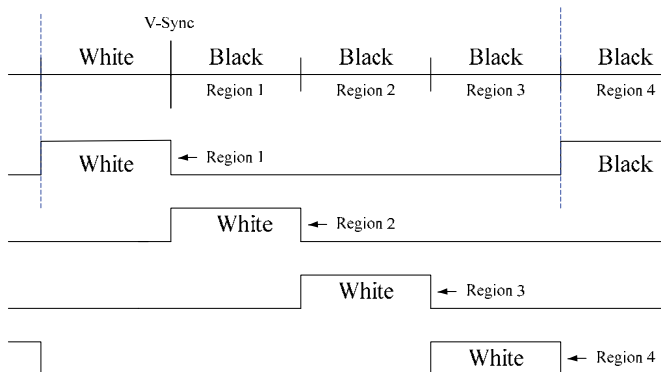 V-Sync
White Black Black Black Black
Region 1 Region 2 Region 3 Region 4
White Region 1 Black
White Region 2
White Region 3
White Region 4